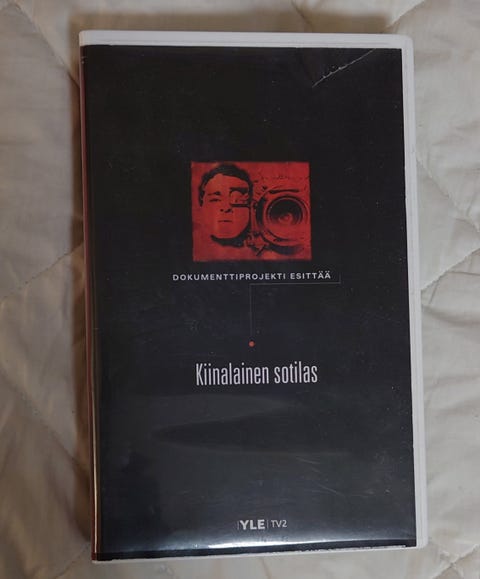 DOKUMENTTIPROJEKTI ESITTÄÄ
Kiinalainen sotilas
YLE TV2